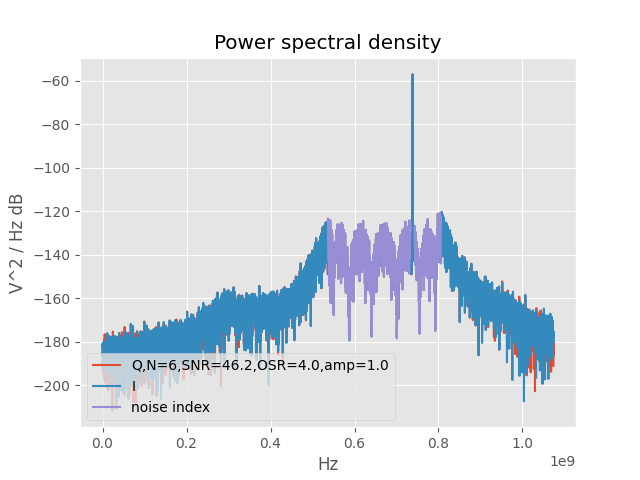 Power spectral density
V^2 / Hz dB
−60
−80
−100
−120
−140
−160
−180
−200
Q,N=6,SNR=46.2,OSR=4.0,amp=1.0
I
noise index
0.0 0.2 0.4 0.6 0.8 1.0
1e9
Hz